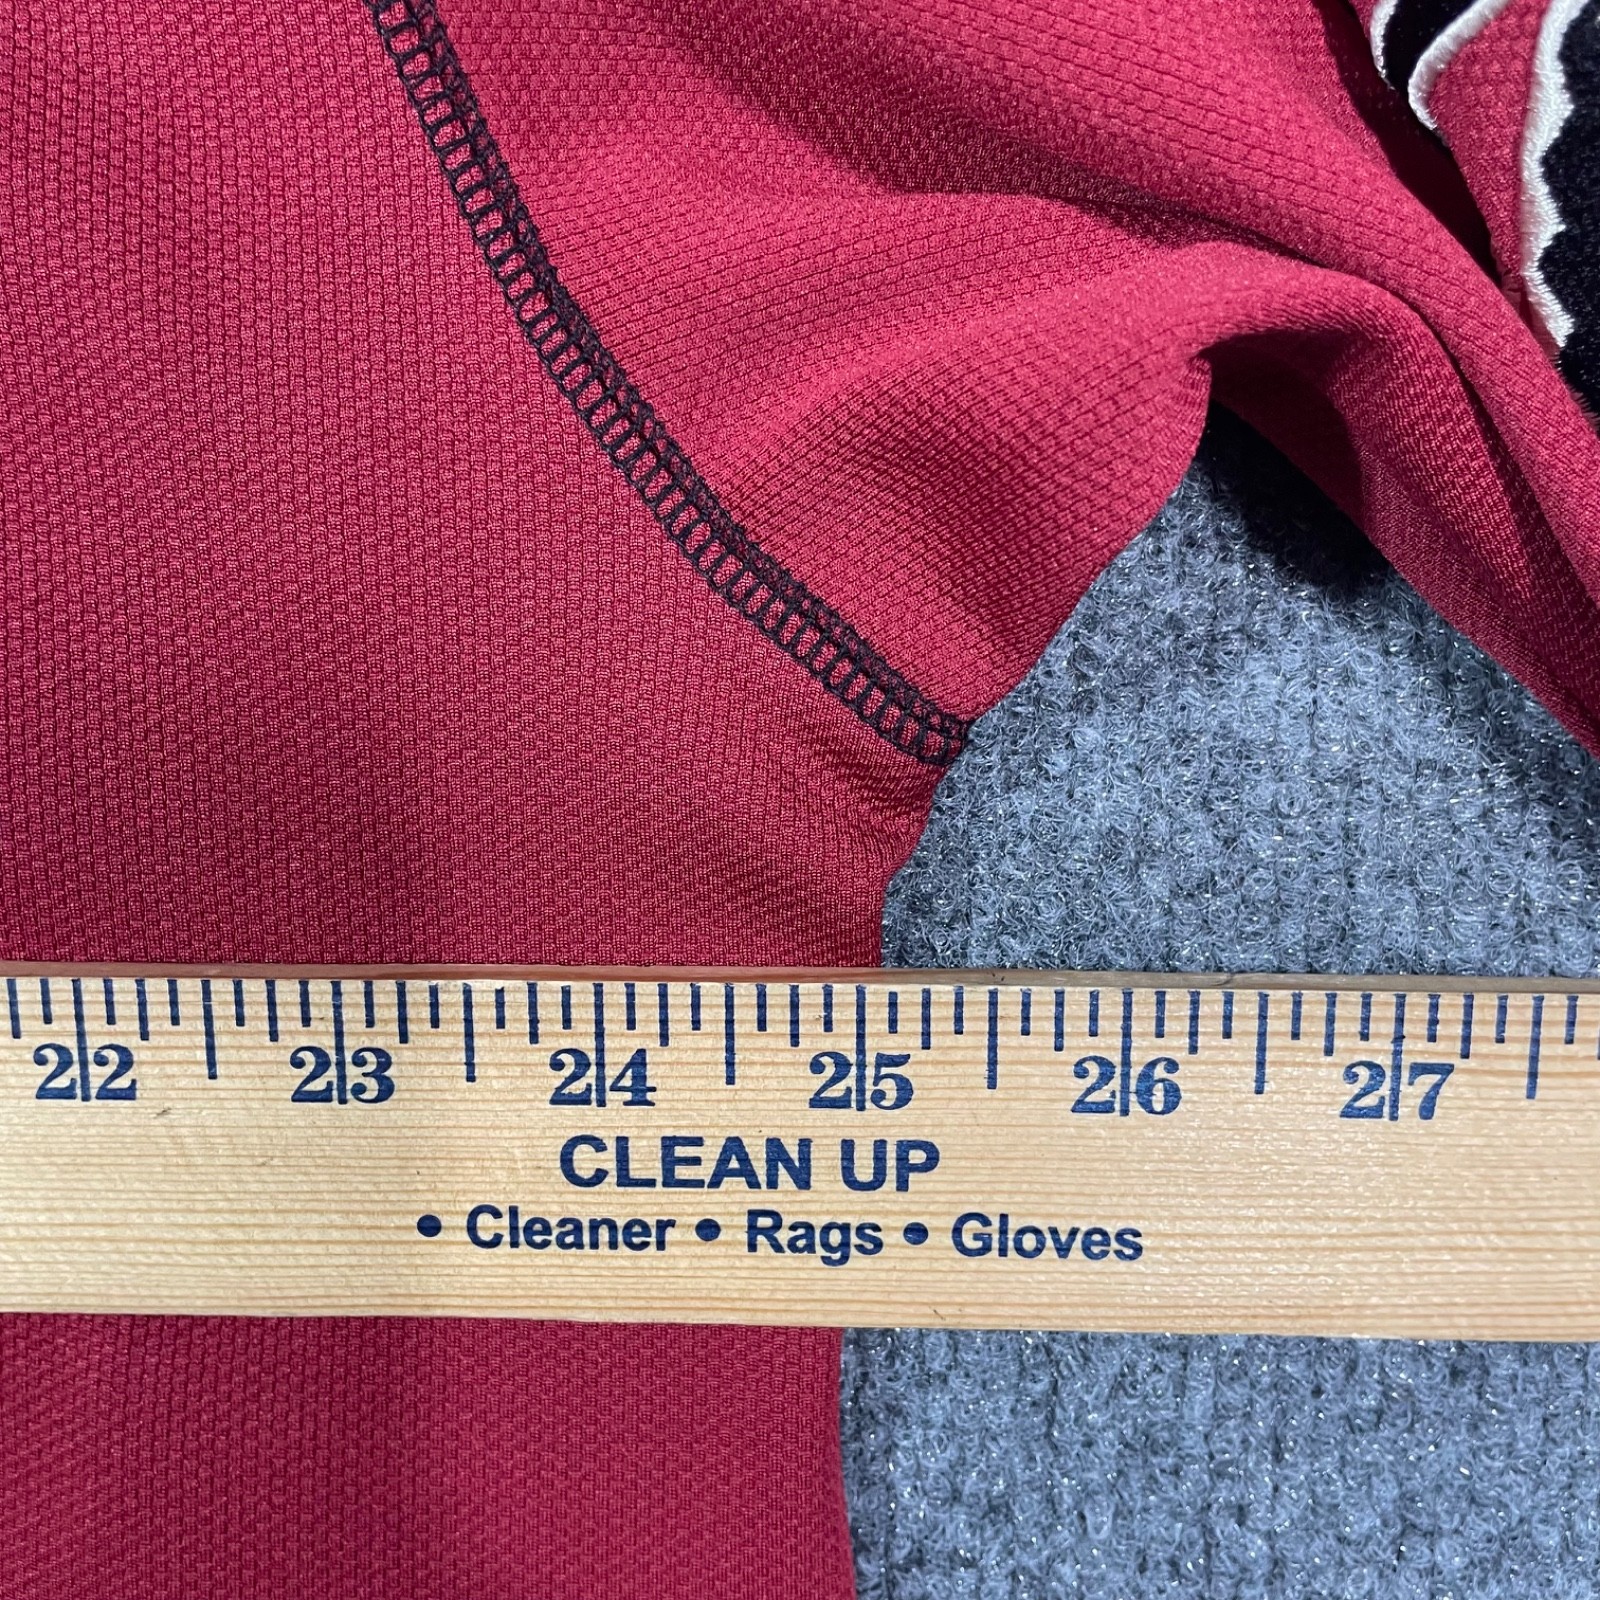 22 23 24 25 26 27
CLEAN UP
• Cleaner • Rags • Gloves